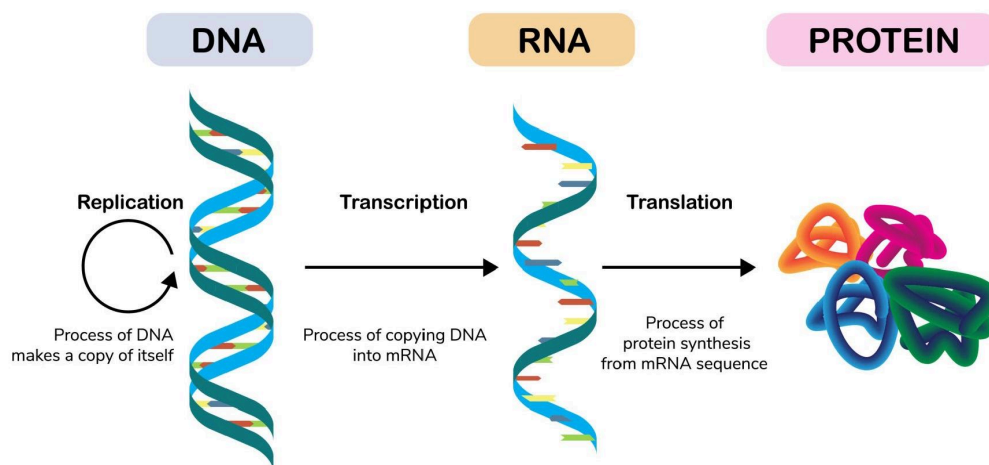 DNA
RNA
PROTEIN
Replication
Process of DNA
makes a copy of itself
Transcription
Process of copying DNA
into mRNA
Translation
Process of
protein synthesis
from mRNA sequence